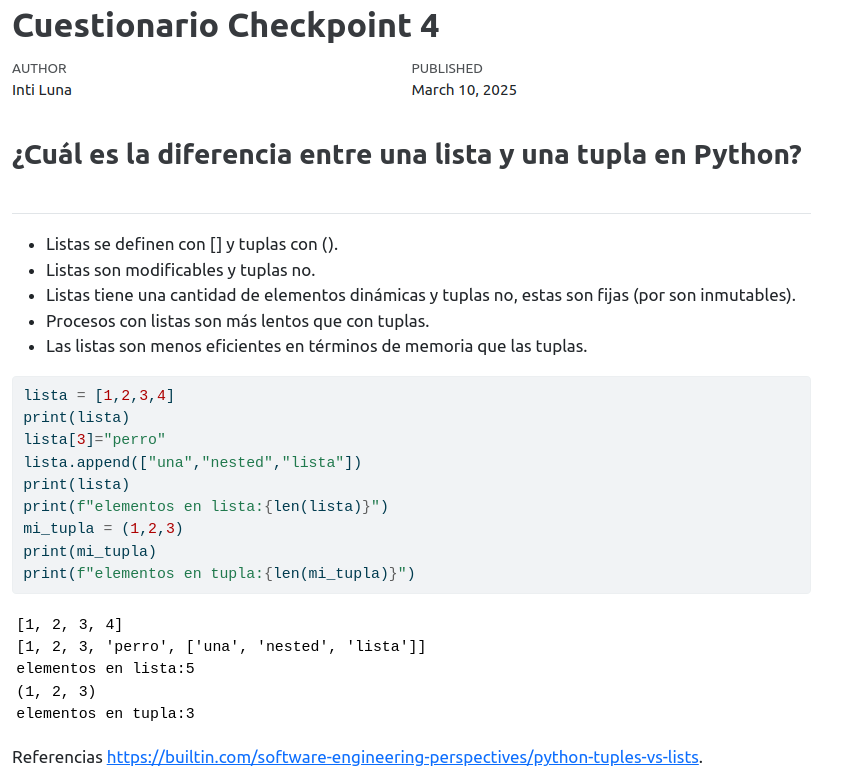 Cuestionario Checkpoint 4
AUTHOR
PUBLISHED
Inti Luna
March 10, 2025
¿Cuál es la diferencia entre una lista y una tupla en Python?
• Listas se definen con [] y tuplas con ().
• Listas son modificables y tuplas no.
• Listas tiene una cantidad de elementos dinámicas y tuplas no, estas son fijas (por son inmutables).
• Procesos con listas son más lentos que con tuplas.
• Las listas son menos eficientes en términos de memoria que las tuplas.
lista = [1,2,3,4]
print(lista)
lista[3]="perro"
lista.append(["una","nested","lista"])
print(lista)
print(f"elementos en lista:{len(lista)}")
mi_tupla = (1,2,3)
print(mi_tupla)
print(f"elementos en tupla:{len(mi_tupla)}")
[1, 2, 3, 4]
[1, 2, 3, 'perro', ['una', 'nested', 'lista']]
elementos en lista:5
(1, 2, 3)
elementos en tupla:3
Referencias https://builtin.com/software-engineering-perspectives/python-tuples-vs-lists.